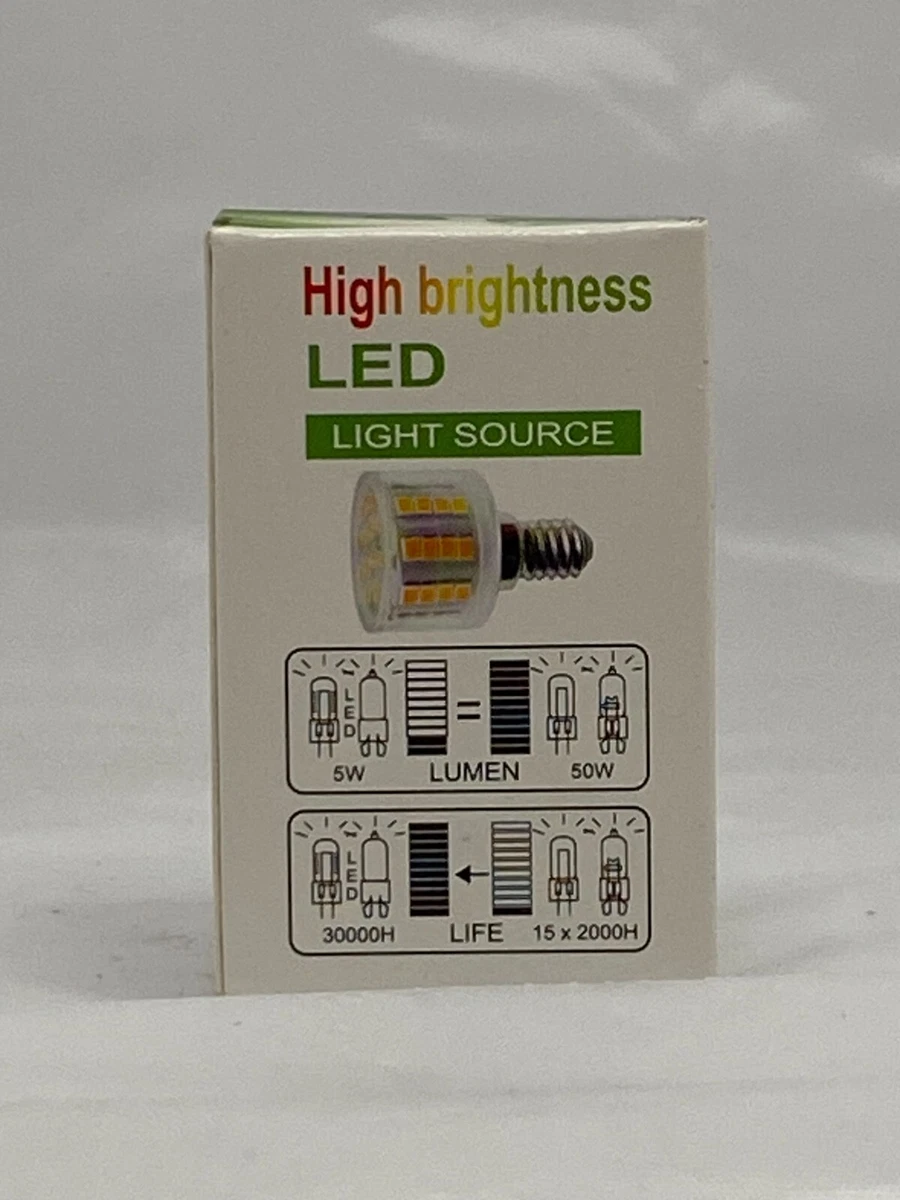 High brightness
LED
LIGHT SOURCE
LED
5W LUMEN 50W
LED
30000H LIFE 15 x 2000H